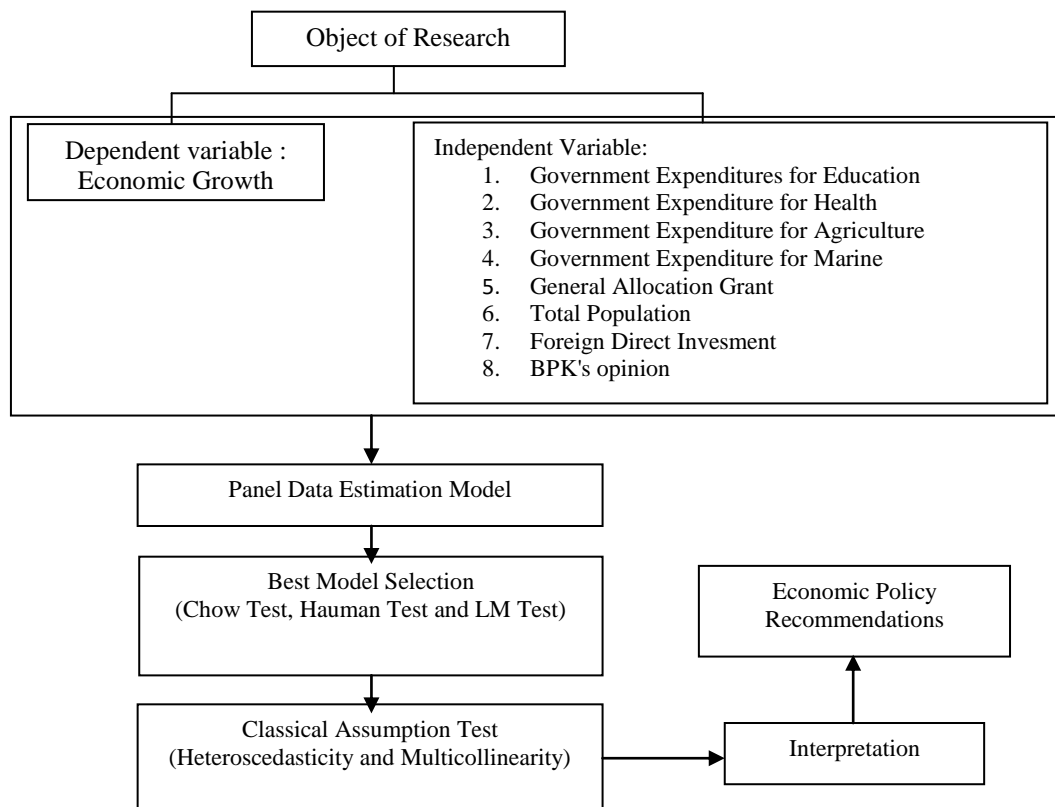 Object of Research
Dependent variable :
Economic Growth
Independent Variable:
1. Government Expenditures for Education
2. Government Expenditure for Health
3. Government Expenditure for Agriculture
4. Government Expenditure for Marine
5. General Allocation Grant
6. Total Population
7. Foreign Direct Invesment
8. BPK's opinion
Panel Data Estimation Model
Best Model Selection
(Chow Test, Hauman Test and LM Test)
Economic Policy
Recommendations
Classical Assumption Test
(Heteroscedasticity and Multicollinearity)
Interpretation